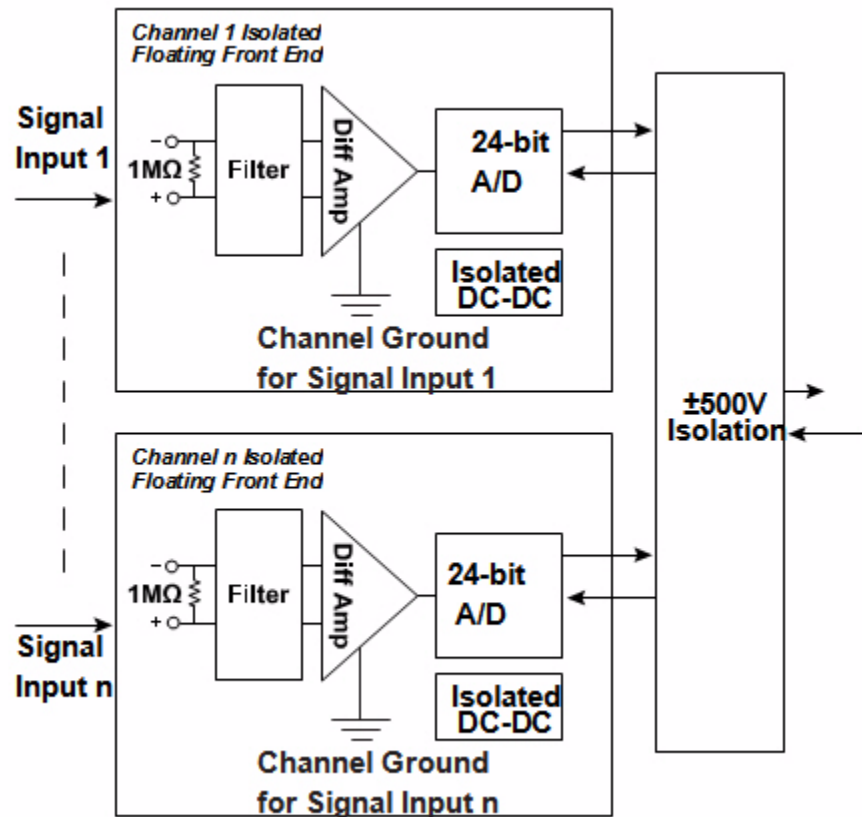 Channel 1 Isolated
Floating Front End
Signal
Input 1
−
1MΩ
+
Filter
Diff Amp
24-bit
A/D
Isolated
DC-DC
Channel Ground
for Signal Input 1
±500V
Isolation
Channel n Isolated
Floating Front End
−
1MΩ
+
Filter
Diff Amp
24-bit
A/D
Signal
Input n
Isolated
DC-DC
Channel Ground
for Signal Input n